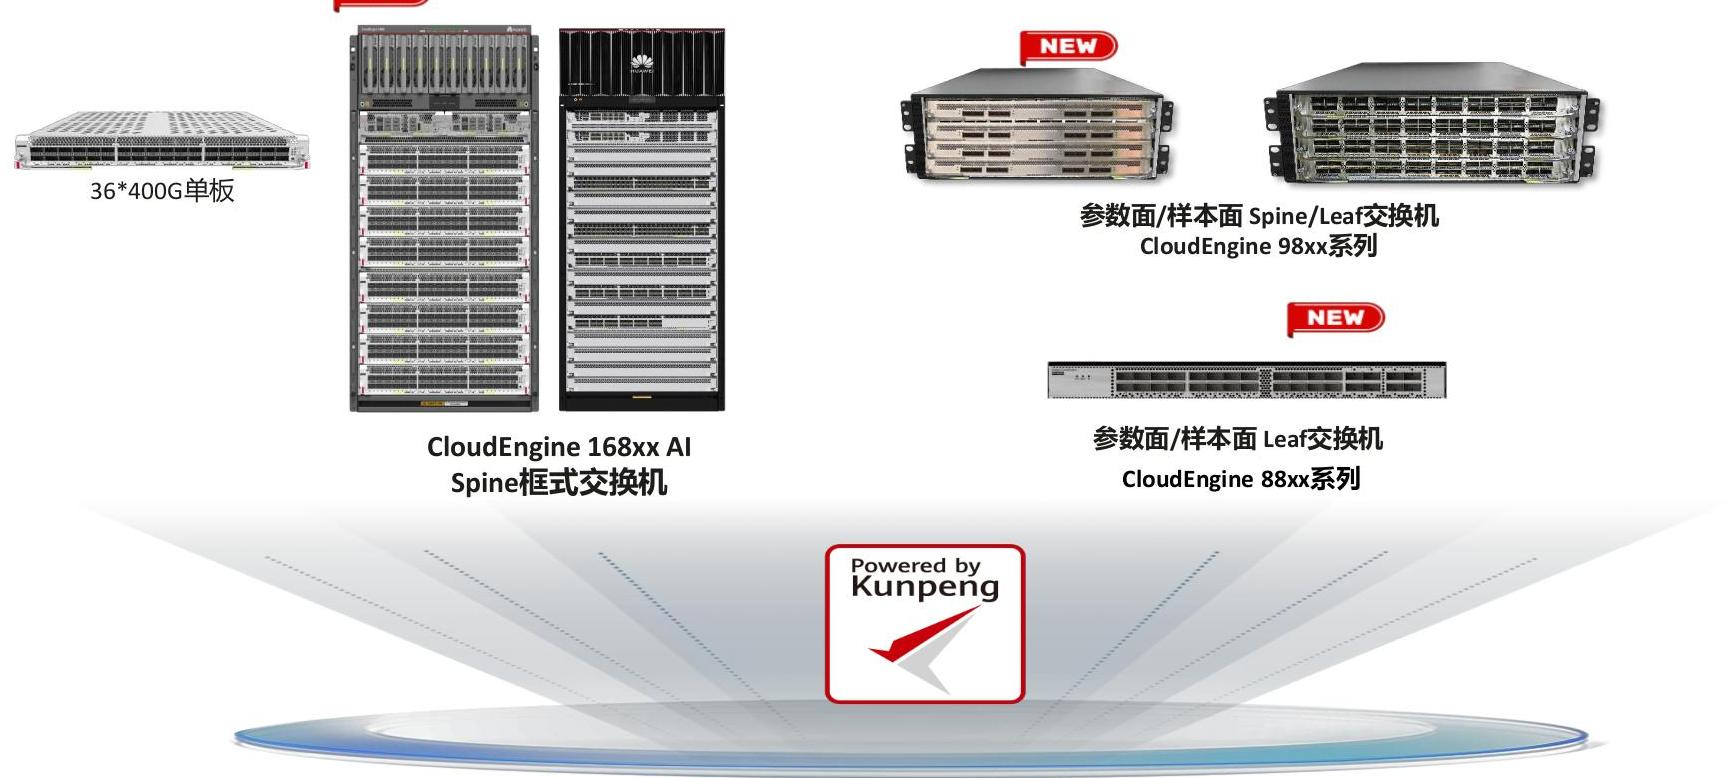 HUAWEI
NEW
36*400G单板
参数面/样本面 Spine/Leaf交换机
CloudEngine 98xx系列
NEW
参数面/样本面 Leaf交换机
CloudEngine 88xx系列
CloudEngine 168xx AI
Spine框式交换机
Powered by
Kunpeng